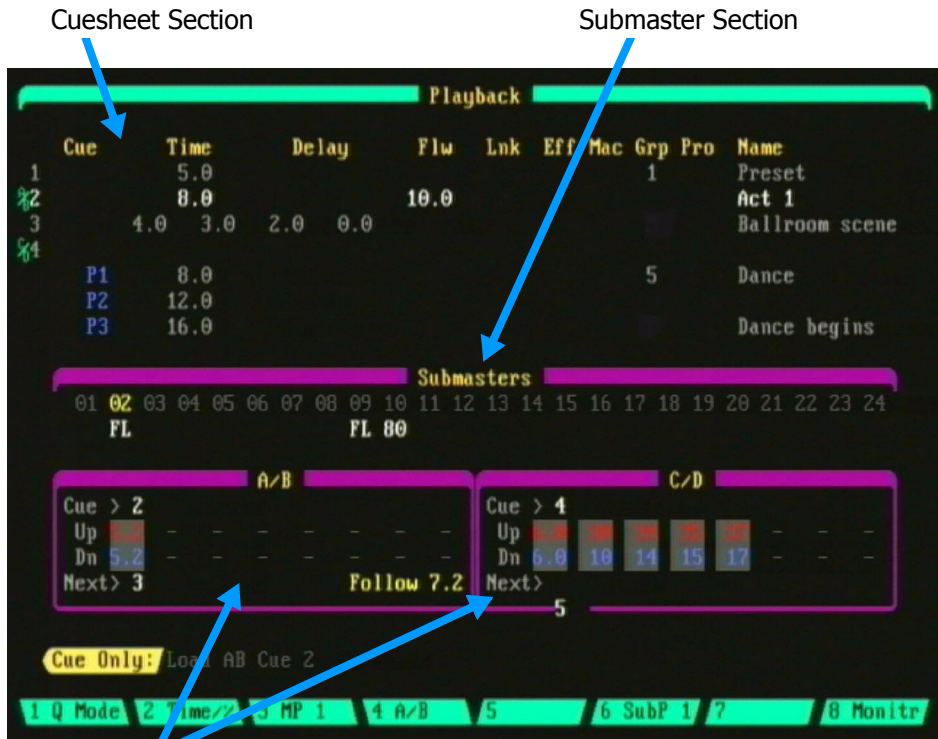 Cuesheet Section Submaster Section
Playback
Cue Time Delay Flw Lnk Eff Mac Grp Pro Name
1 5.0 1 Preset
2 8.0 10.0 Act 1
3 4.0 3.0 2.0 0.0 Ballroom scene
4
P1 8.0 5 Dance
P2 12.0
P3 16.0 Dance begins
Submasters
01 02 03 04 05 06 07 08 09 10 11 12 13 14 15 16 17 18 19 20 21 22 23 24
FL FL 80
A/B C/D
Cue > 2 Cue > 4
Up - - - - - - - Up - - -
Dn 5.2 - - - - - - - Dn 6.0 10 14 15 17 - - -
Next> 3 Follow 7.2 Next>
5
Cue Only: Load AB Cue 2
1 Q Mode 2 Time/% 3 MP 1 4 A/B 5 6 SubP 1 7 8 Monitr